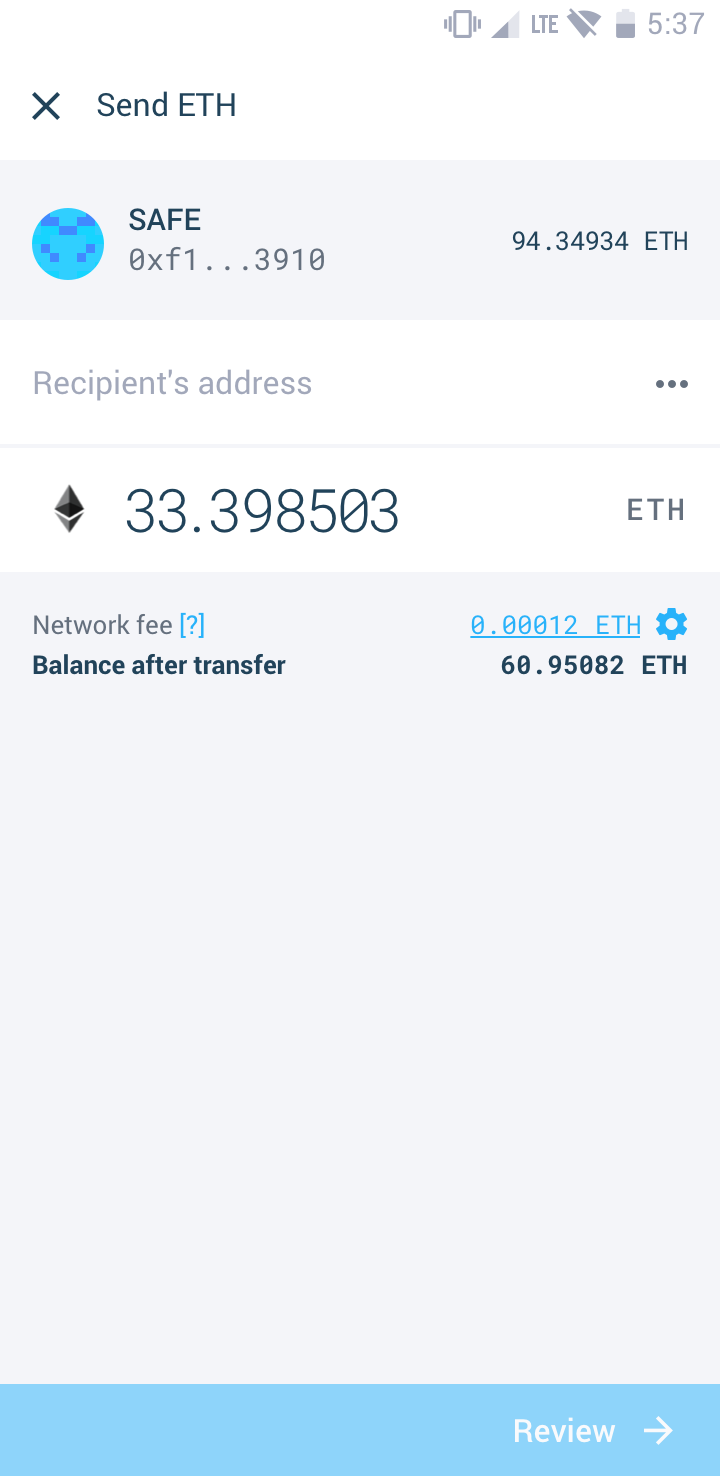 LTE 5:37
Send ETH
SAFE
0xf1...3910
94.34934 ETH
Recipient's address
33.398503 ETH
Network fee [?] 0.00012 ETH
Balance after transfer 60.95082 ETH
Review